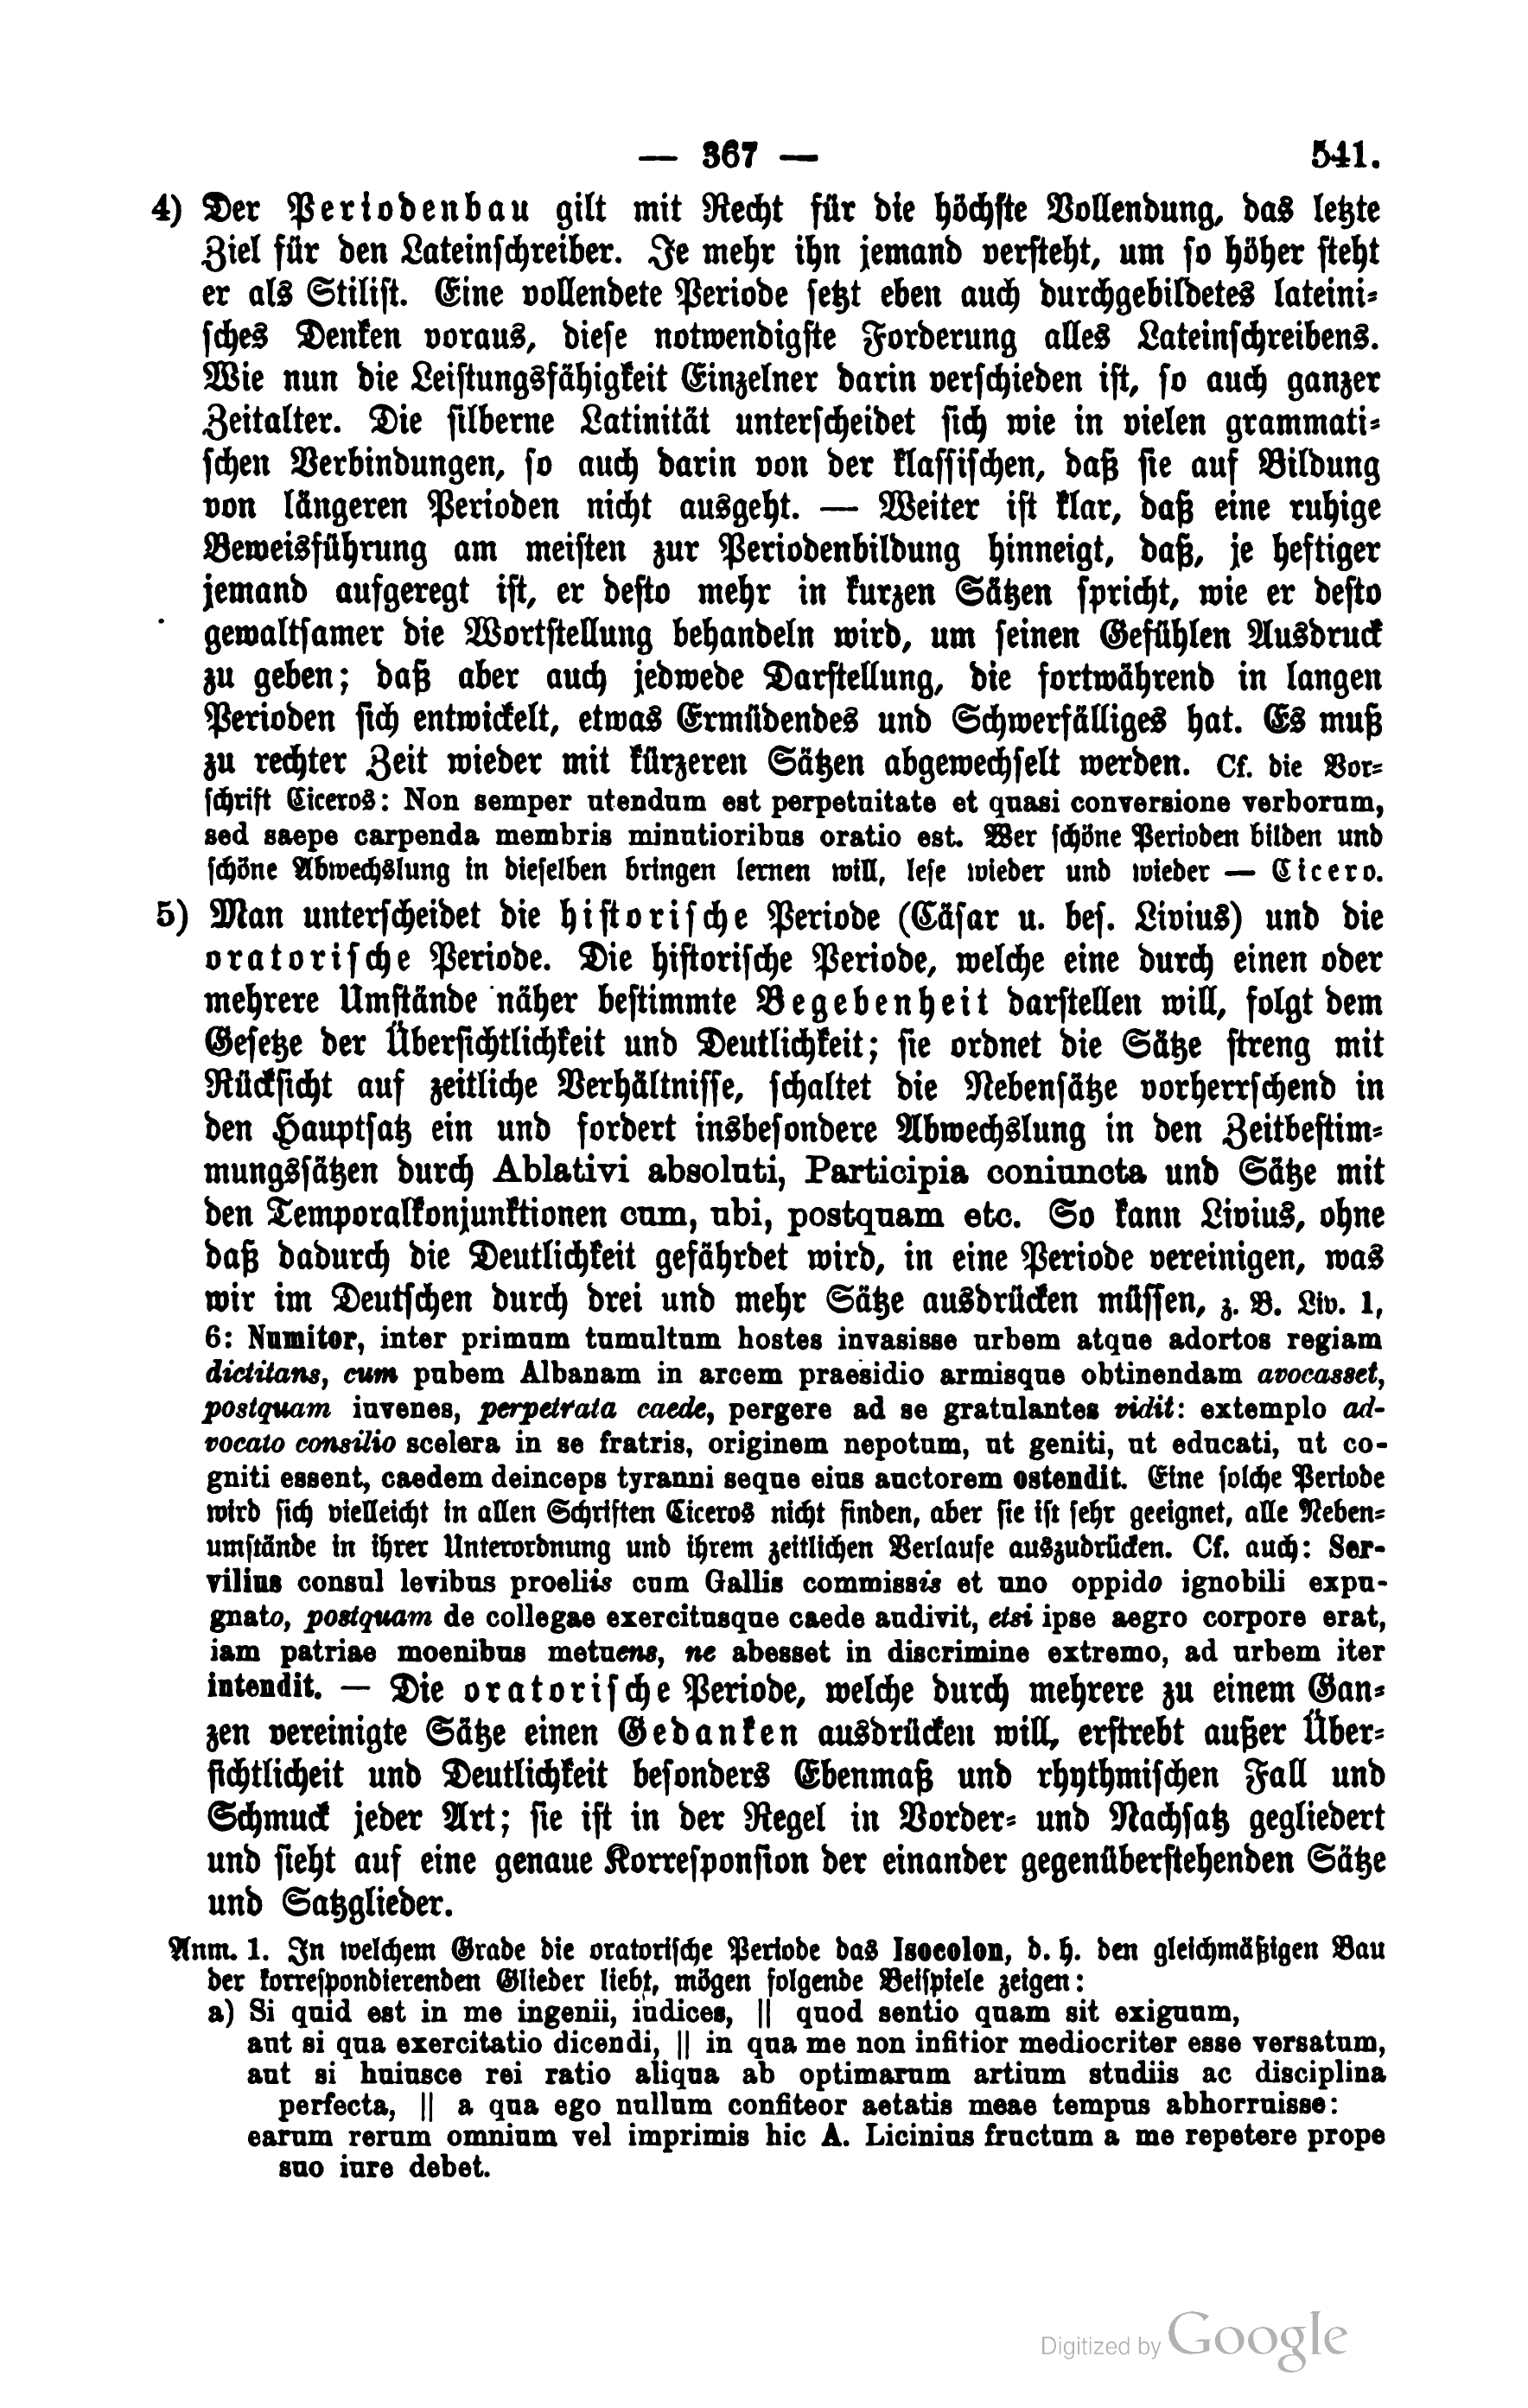 — 367 — 541.
4) Der Periodenbau gilt mit Recht für die höchste Vollendung, das letzte
Ziel für den Lateinschreiber. Je mehr ihn jemand versteht, um so höher steht
er als Stilist. Eine vollendete Periode setzt eben auch durchgebildetes lateini-
sches Denken voraus, diese notwendigste Forderung alles Lateinschreibens.
Wie nun die Leistungsfähigkeit Einzelner darin verschieden ist, so auch ganzer
Zeitalter. Die silberne Latinität unterscheidet sich wie in vielen grammati-
schen Verbindungen, so auch darin von der klassischen, daß sie auf Bildung
von längeren Perioden nicht ausgeht. — Weiter ist klar, daß eine ruhige
Beweisführung am meisten zur Periodenbildung hinneigt, daß, je heftiger
jemand aufgeregt ist, er desto mehr in kurzen Sätzen spricht, wie er desto
gewaltsamer die Wortstellung behandeln wird, um seinen Gefühlen Ausdruck
zu geben; daß aber auch jedwede Darstellung, die fortwährend in langen
Perioden sich entwickelt, etwas Ermüdendes und Schwerfälliges hat. Es muß
zu rechter Zeit wieder mit kürzeren Sätzen abgewechselt werden. Cf. die Vor-
schrift Ciceros: Non semper utendum est perpetuitate et quasi conversione verborum,
sed saepe carpenda membris minutioribus oratio est. Wer schöne Perioden bilden und
schöne Abwechslung in dieselben bringen lernen will, lese wieder und wieder — Cicero.
5) Man unterscheidet die historische Periode (Cäsar u. bes. Livius) und die
oratorische Periode. Die historische Periode, welche eine durch einen oder
mehrere Umstände näher bestimmte Begebenheit darstellen will, folgt dem
Gesetze der Übersichtlichkeit und Deutlichkeit; sie ordnet die Sätze streng mit
Rücksicht auf zeitliche Verhältnisse, schaltet die Nebensätze vorherrschend in
den Hauptsatz ein und fordert insbesondere Abwechslung in den Zeitbestim-
mungssätzen durch Ablativi absoluti, Participia coniuncta und Sätze mit
den Temporalkonjunktionen cum, ubi, postquam etc. So kann Livius, ohne
daß dadurch die Deutlichkeit gefährdet wird, in eine Periode vereinigen, was
wir im Deutschen durch drei und mehr Sätze ausdrücken müssen, z. B. Liv. 1,
6: Numitor, inter primum tumultum hostes invasisse urbem atque adortos regiam
dictitans, cum pubem Albanam in arcem praesidio armisque obtinendam avocasset,
postquam iuvenes, perpetrata caede, pergere ad se gratulantes vidit: extemplo ad-
vocato consilio scelera in se fratris, originem nepotum, ut geniti, ut educati, ut co-
gniti essent, caedem deinceps tyranni seque eius auctorem ostendit. Eine solche Periode
wird sich vielleicht in allen Schriften Ciceros nicht finden, aber sie ist sehr geeignet, alle Neben-
umstände in ihrer Unterordnung und ihrem zeitlichen Verlaufe auszudrücken. Cf. auch: Ser-
vilius consul levibus proeliis cum Gallis commissis et uno oppido ignobili expu-
gnato, postquam de collegae exercitusque caede audivit, etsi ipse aegro corpore erat,
iam patriae moenibus metuens, ne abesset in discrimine extremo, ad urbem iter
intendit. — Die oratorische Periode, welche durch mehrere zu einem Gan-
zen vereinigte Sätze einen Gedanken ausdrücken will, erstrebt außer Über-
sichtlicheit und Deutlichkeit besonders Ebenmaß und rhythmischen Fall und
Schmuck jeder Art; sie ist in der Regel in Vorder- und Nachsatz gegliedert
und sieht auf eine genaue Korresponsion der einander gegenüberstehenden Sätze
und Satzglieder.
Anm. 1. In welchem Grade die oratorische Periode das Isocolon, d. h. den gleichmäßigen Bau
der korrespondierenden Glieder liebt, mögen folgende Beispiele zeigen:
a) Si quid est in me ingenii, iudices, || quod sentio quam sit exiguum,
aut si qua exercitatio dicendi, || in qua me non infitior mediocriter esse versatum,
aut si huiusce rei ratio aliqua ab optimarum artium studiis ac disciplina
perfecta, || a qua ego nullum confiteor aetatis meae tempus abhorruisse:
earum rerum omnium vel imprimis hic A. Licinius fructum a me repetere prope
suo iure debet.
Digitized by Google